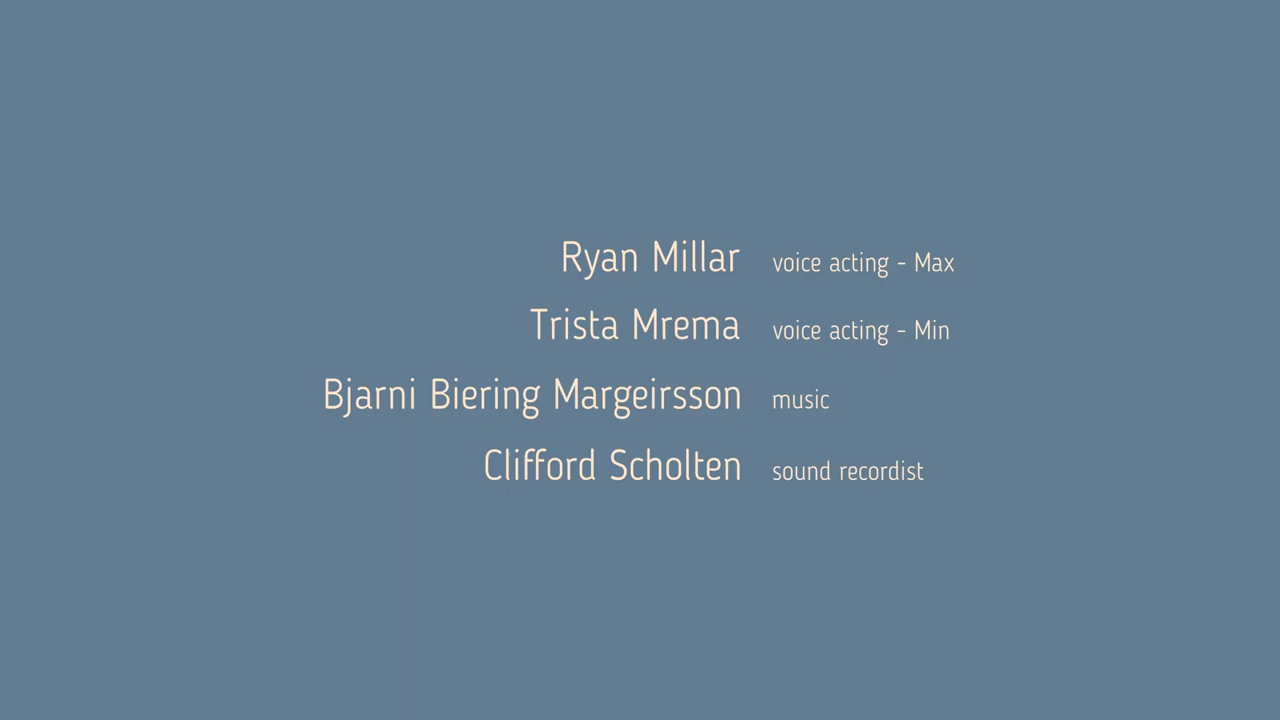 Ryan Millar voice acting - Max
Trista Mrema voice acting - Min
Bjarni Biering Margeirsson music
Clifford Scholten sound recordist